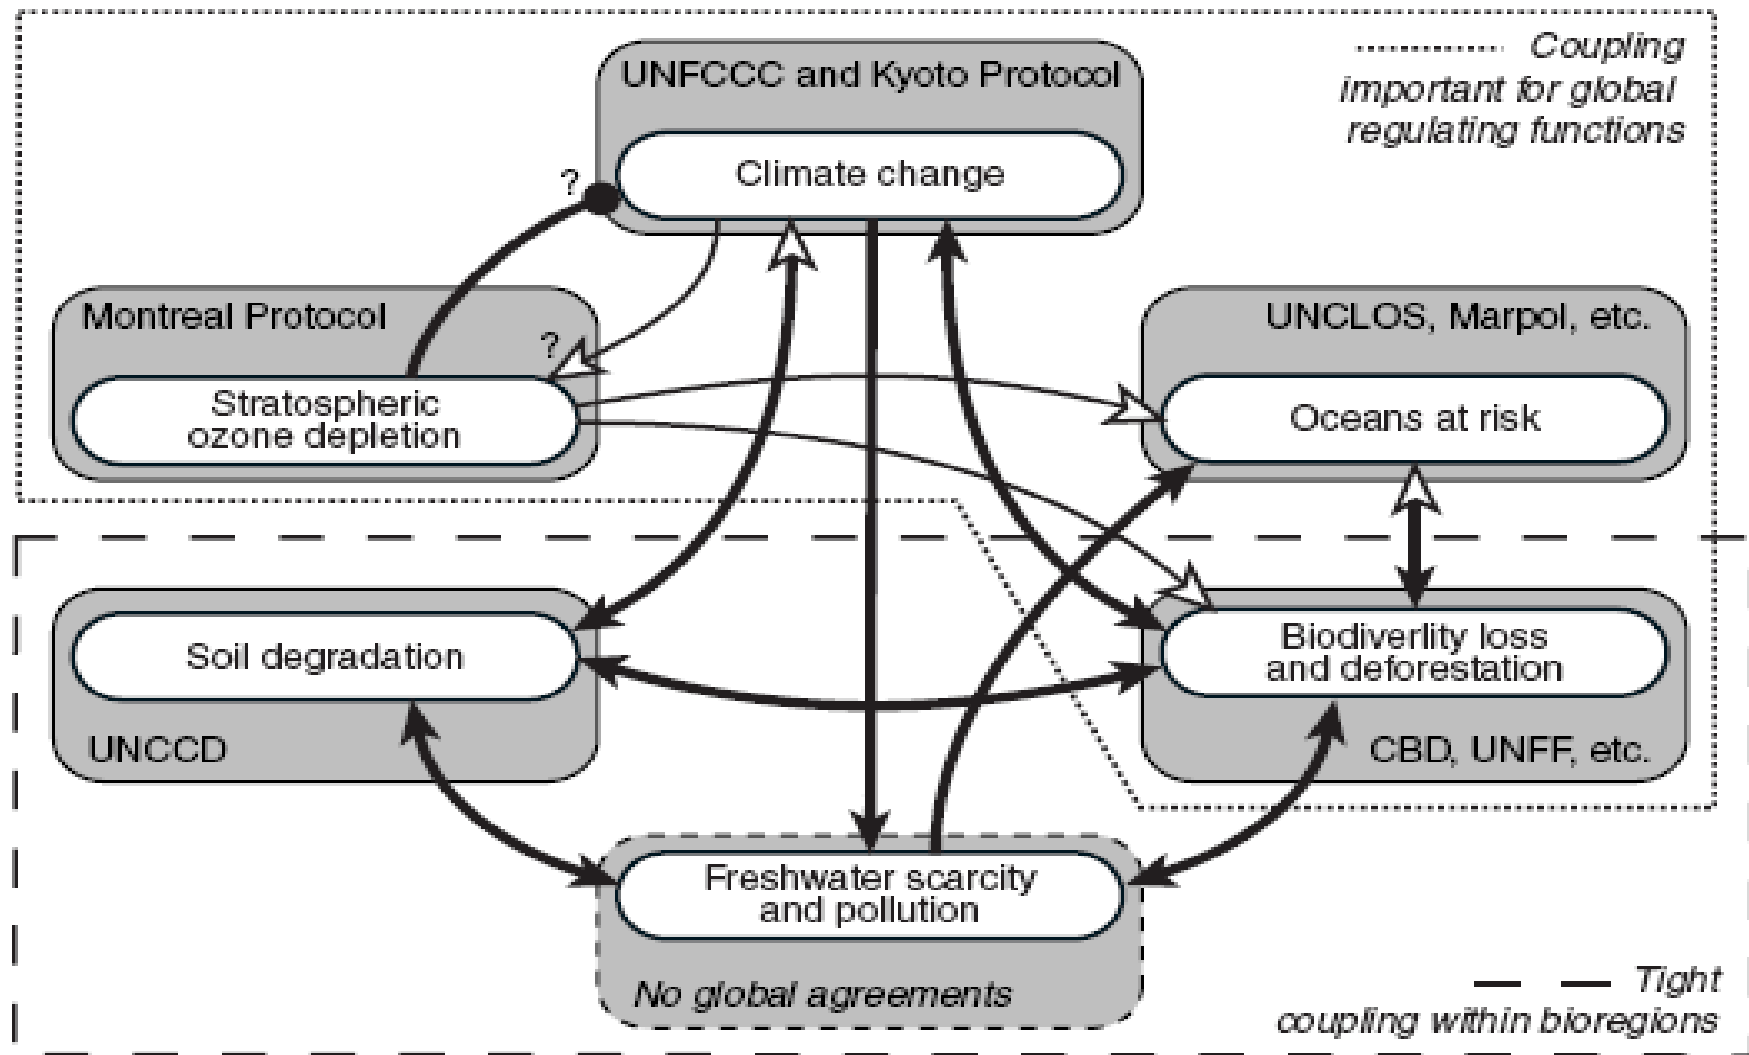 Coupling
important for global
regulating functions
UNFCCC and Kyoto Protocol
Climate change
?
Montreal Protocol
?
Stratospheric
ozone depletion
UNCLOS, Marpol, etc.
Oceans at risk
Soil degradation
UNCCD
Biodiverlity loss
and deforestation
CBD, UNFF, etc.
Freshwater scarcity
and pollution
No global agreements
Tight
coupling within bioregions